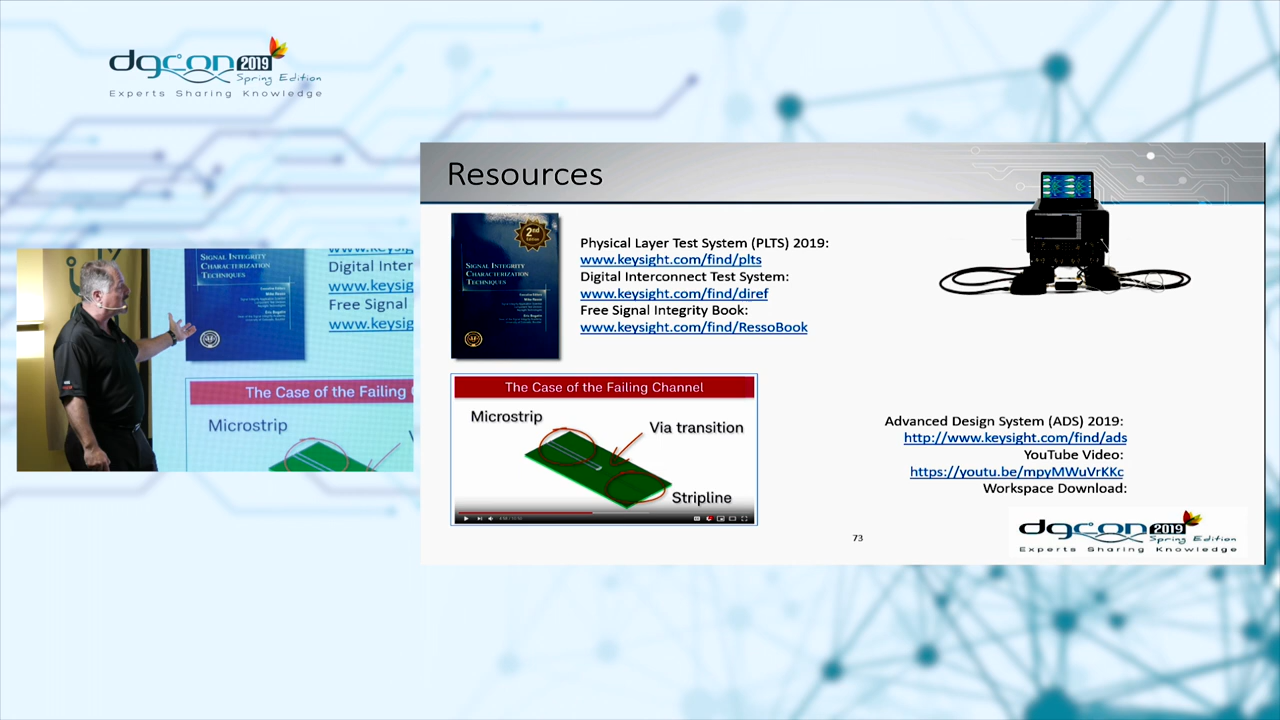 dgcon 2019
Spring Edition
Experts Sharing Knowledge
Resources
2nd
Edition
Signal Integrity
Characterization
Techniques
Physical Layer Test System (PLTS) 2019:
www.keysight.com/find/plts
Digital Interconnect Test System:
www.keysight.com/find/diref
Free Signal Integrity Book:
www.keysight.com/find/RessoBook
The Case of the Failing Channel
Microstrip
Via transition
Stripline
Advanced Design System (ADS) 2019:
http://www.keysight.com/find/ads
YouTube Video:
https://youtu.be/mpyMWuVrKKc
Workspace Download:
73
dgcon 2019
Spring Edition
Experts Sharing Knowledge
www.keysig
Digital Inter
www.keysig
Free Signal
www.keysig
Signal Integrity
Characterization
Techniques
The Case of the Failing
Microstrip